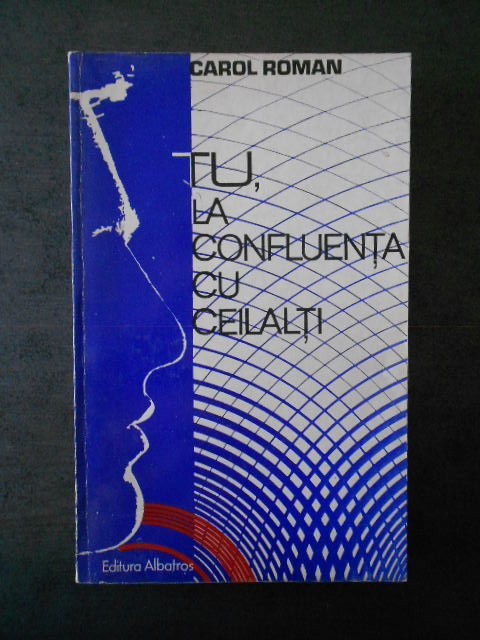 CAROL ROMAN
TU,
LA
CONFLUENȚA
CU
CEILALȚI
Editura Albatros